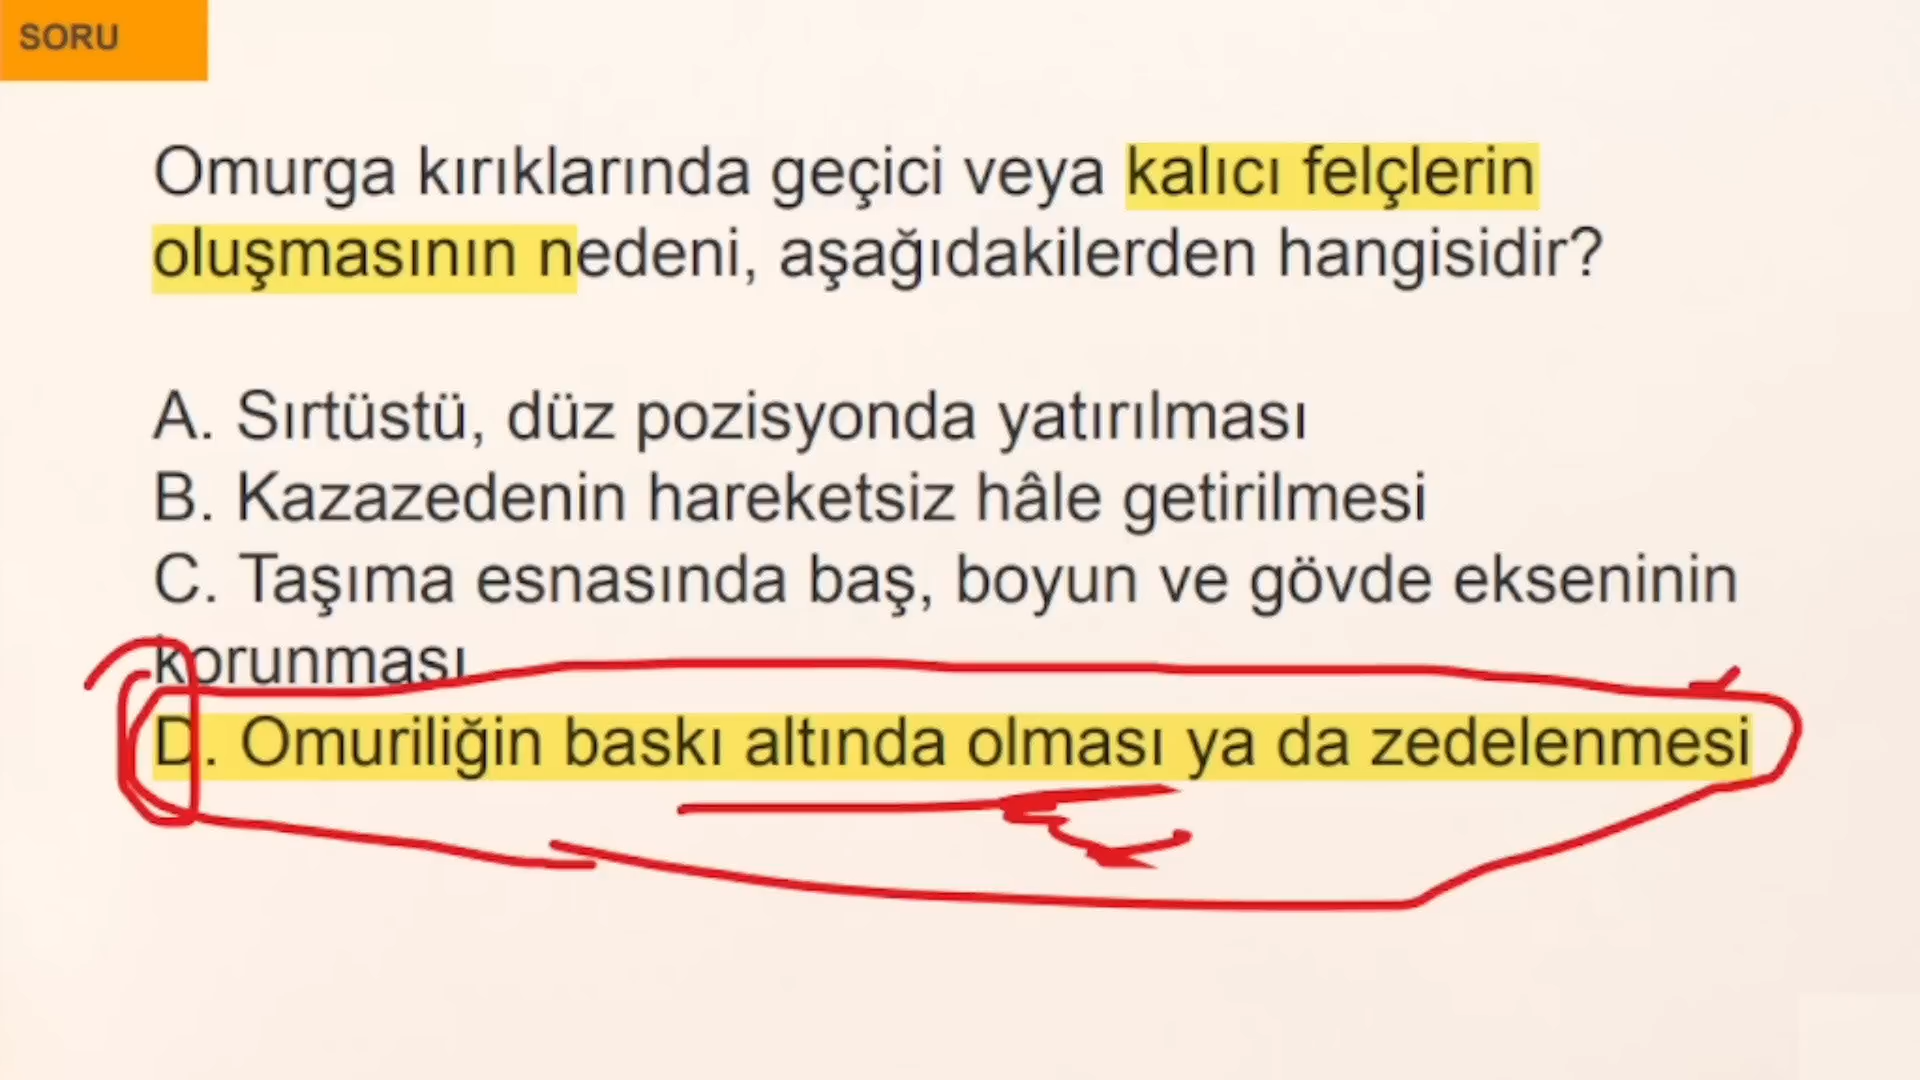 SORU
Omurga kırıklarında geçici veya kalıcı felçlerin
oluşmasının nedeni, aşağıdakilerden hangisidir?
A. Sırtüstü, düz pozisyonda yatırılması
B. Kazazedenin hareketsiz hâle getirilmesi
C. Taşıma esnasında baş, boyun ve gövde ekseninin
korunması
D. Omuriliğin baskı altında olması ya da zedelenmesi